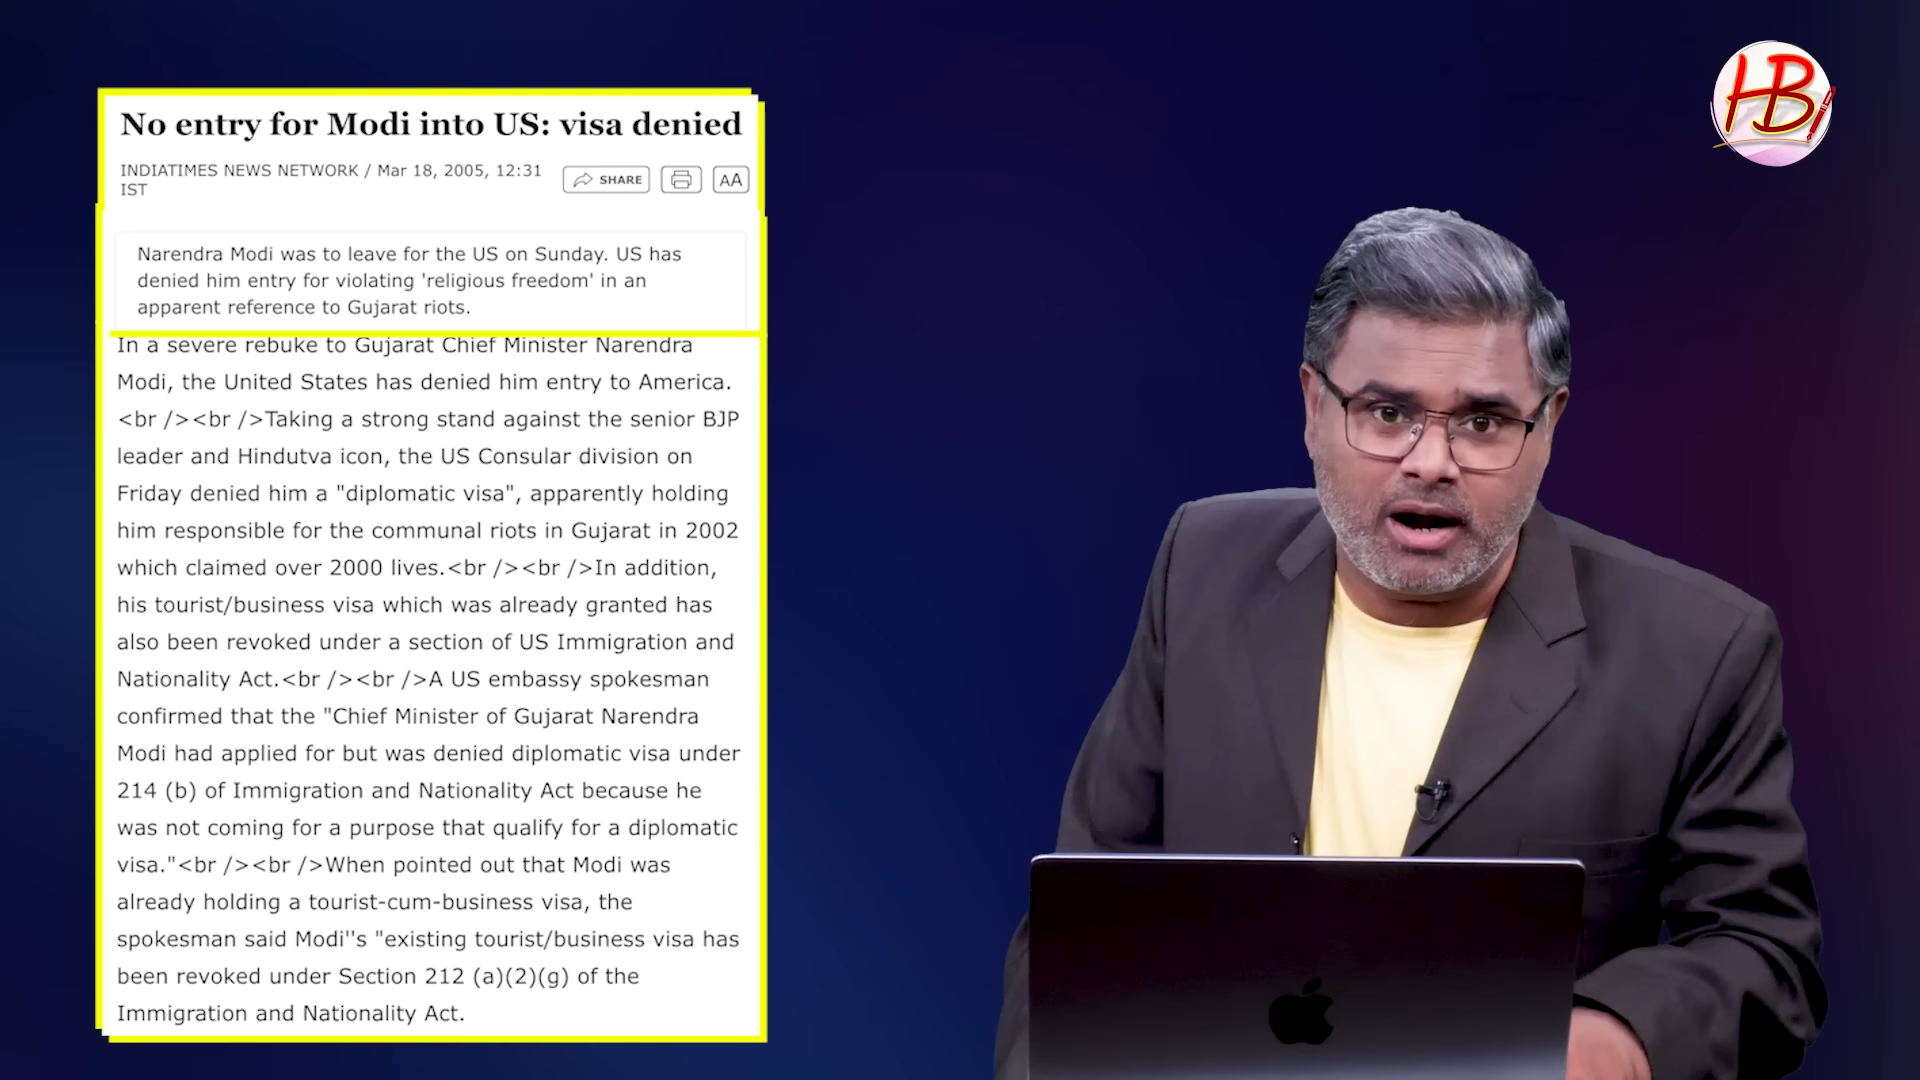 No entry for Modi into US: visa denied
INDIATIMES NEWS NETWORK / Mar 18, 2005, 12:31
IST
SHARE
AA
Narendra Modi was to leave for the US on Sunday. US has
denied him entry for violating 'religious freedom' in an
apparent reference to Gujarat riots.
In a severe rebuke to Gujarat Chief Minister Narendra
Modi, the United States has denied him entry to America.
<br /><br />Taking a strong stand against the senior BJP
leader and Hindutva icon, the US Consular division on
Friday denied him a "diplomatic visa", apparently holding
him responsible for the communal riots in Gujarat in 2002
which claimed over 2000 lives.<br /><br />In addition,
his tourist/business visa which was already granted has
also been revoked under a section of US Immigration and
Nationality Act.<br /><br />A US embassy spokesman
confirmed that the "Chief Minister of Gujarat Narendra
Modi had applied for but was denied diplomatic visa under
214 (b) of Immigration and Nationality Act because he
was not coming for a purpose that qualify for a diplomatic
visa."<br /><br />When pointed out that Modi was
already holding a tourist-cum-business visa, the
spokesman said Modi''s "existing tourist/business visa has
been revoked under Section 212 (a)(2)(g) of the
Immigration and Nationality Act.
HB